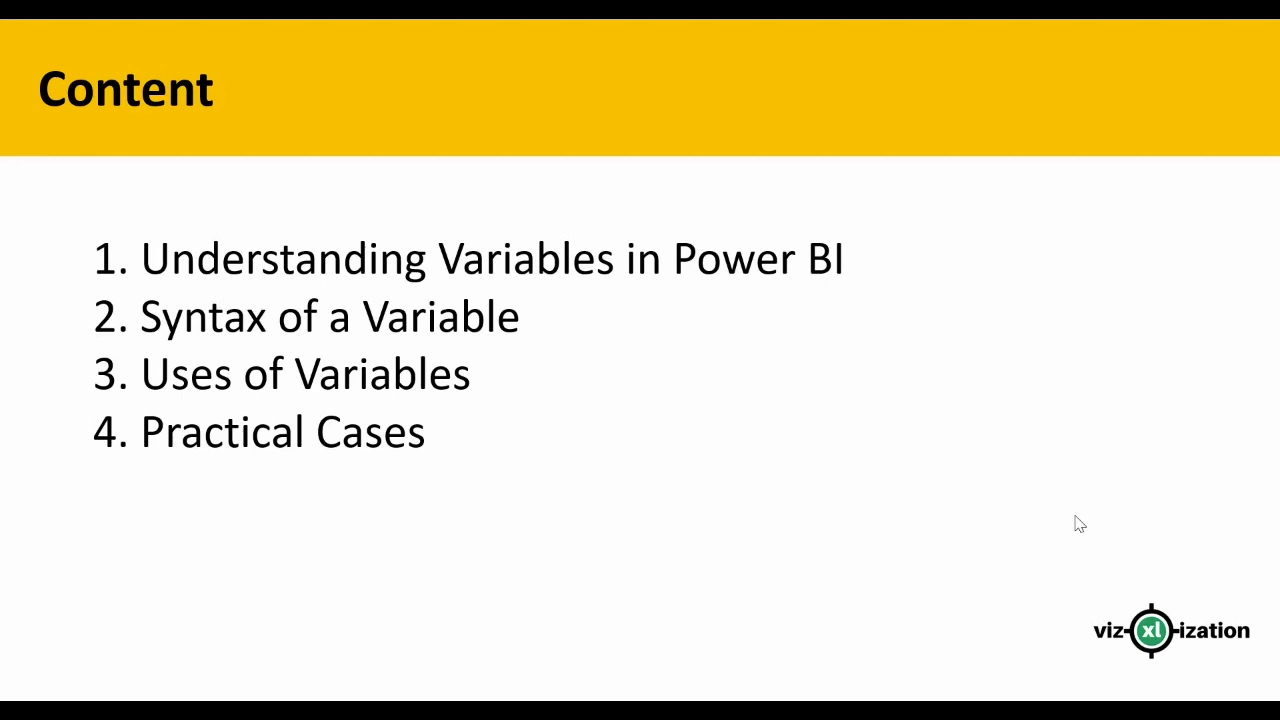 Content
1. Understanding Variables in Power BI
2. Syntax of a Variable
3. Uses of Variables
4. Practical Cases
viz xl ization